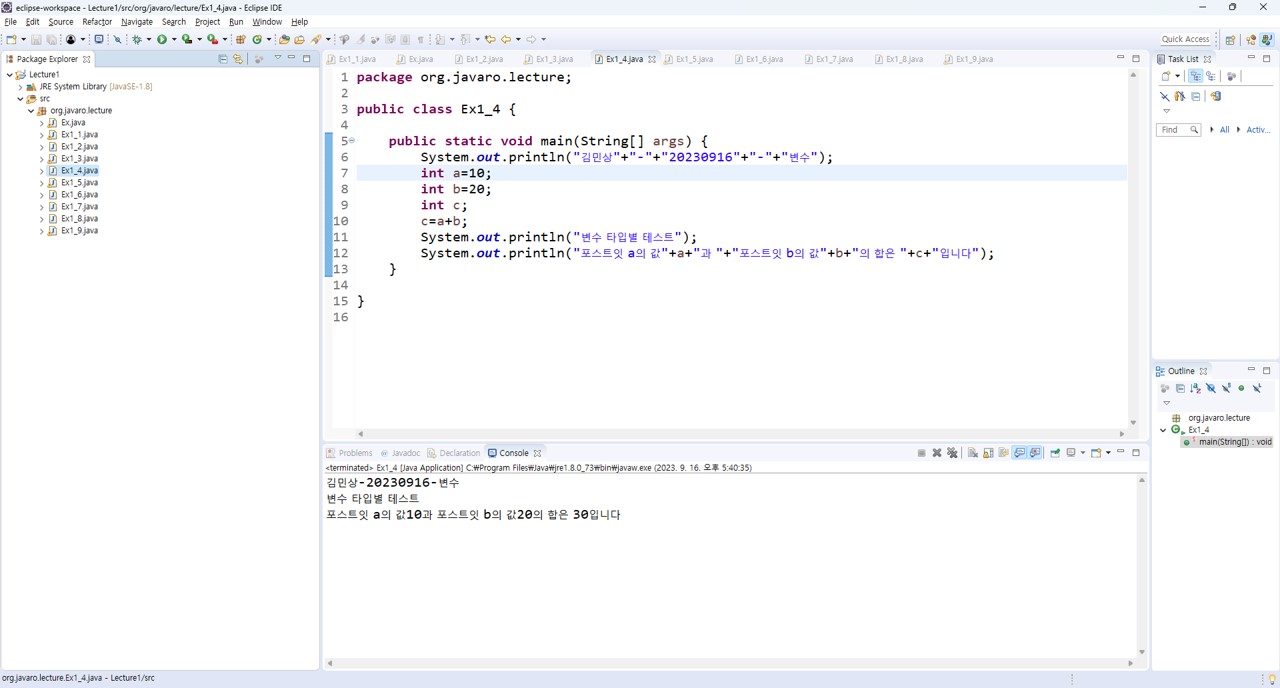 eclipse-workspace - Lecture1/src/org/javaro/lecture/Ex1_4.java - Eclipse IDE
File Edit Source Refactor Navigate Search Project Run Window Help
Quick Access
Package Explorer
Lecture1
JRE System Library [JavaSE-1.8]
src
org.javaro.lecture
Ex.java
Ex1_1.java
Ex1_2.java
Ex1_3.java
Ex1_4.java
Ex1_5.java
Ex1_6.java
Ex1_7.java
Ex1_8.java
Ex1_9.java
Ex1_1.java Ex.java Ex1_2.java Ex1_3.java Ex1_4.java Ex1_5.java Ex1_6.java Ex1_7.java Ex1_8.java Ex1_9.java
1 package org.javaro.lecture;
2
3 public class Ex1_4 {
4
5 public static void main(String[] args) {
6 System.out.println("김민상"+"-"+"20230916"+"-"+"변수");
7 int a=10;
8 int b=20;
9 int c;
10 c=a+b;
11 System.out.println("변수 타입별 테스트");
12 System.out.println("포스트잇 a의 값"+a+"과 "+"포스트잇 b의 값"+b+"의 합은 "+c+"입니다");
13 }
14
15 }
16
Problems Javadoc Declaration Console
<terminated> Ex1_4 [Java Application] C:₩Program Files₩Java₩jre1.8.0_73₩bin₩javaw.exe (2023. 9. 16. 오후 5:40:35)
김민상-20230916-변수
변수 타입별 테스트
포스트잇 a의 값10과 포스트잇 b의 값20의 합은 30입니다
Task List
Find All Activ...
Outline
org.javaro.lecture
Ex1_4
main(String[]) : void
org.javaro.lecture.Ex1_4.java - Lecture1/src